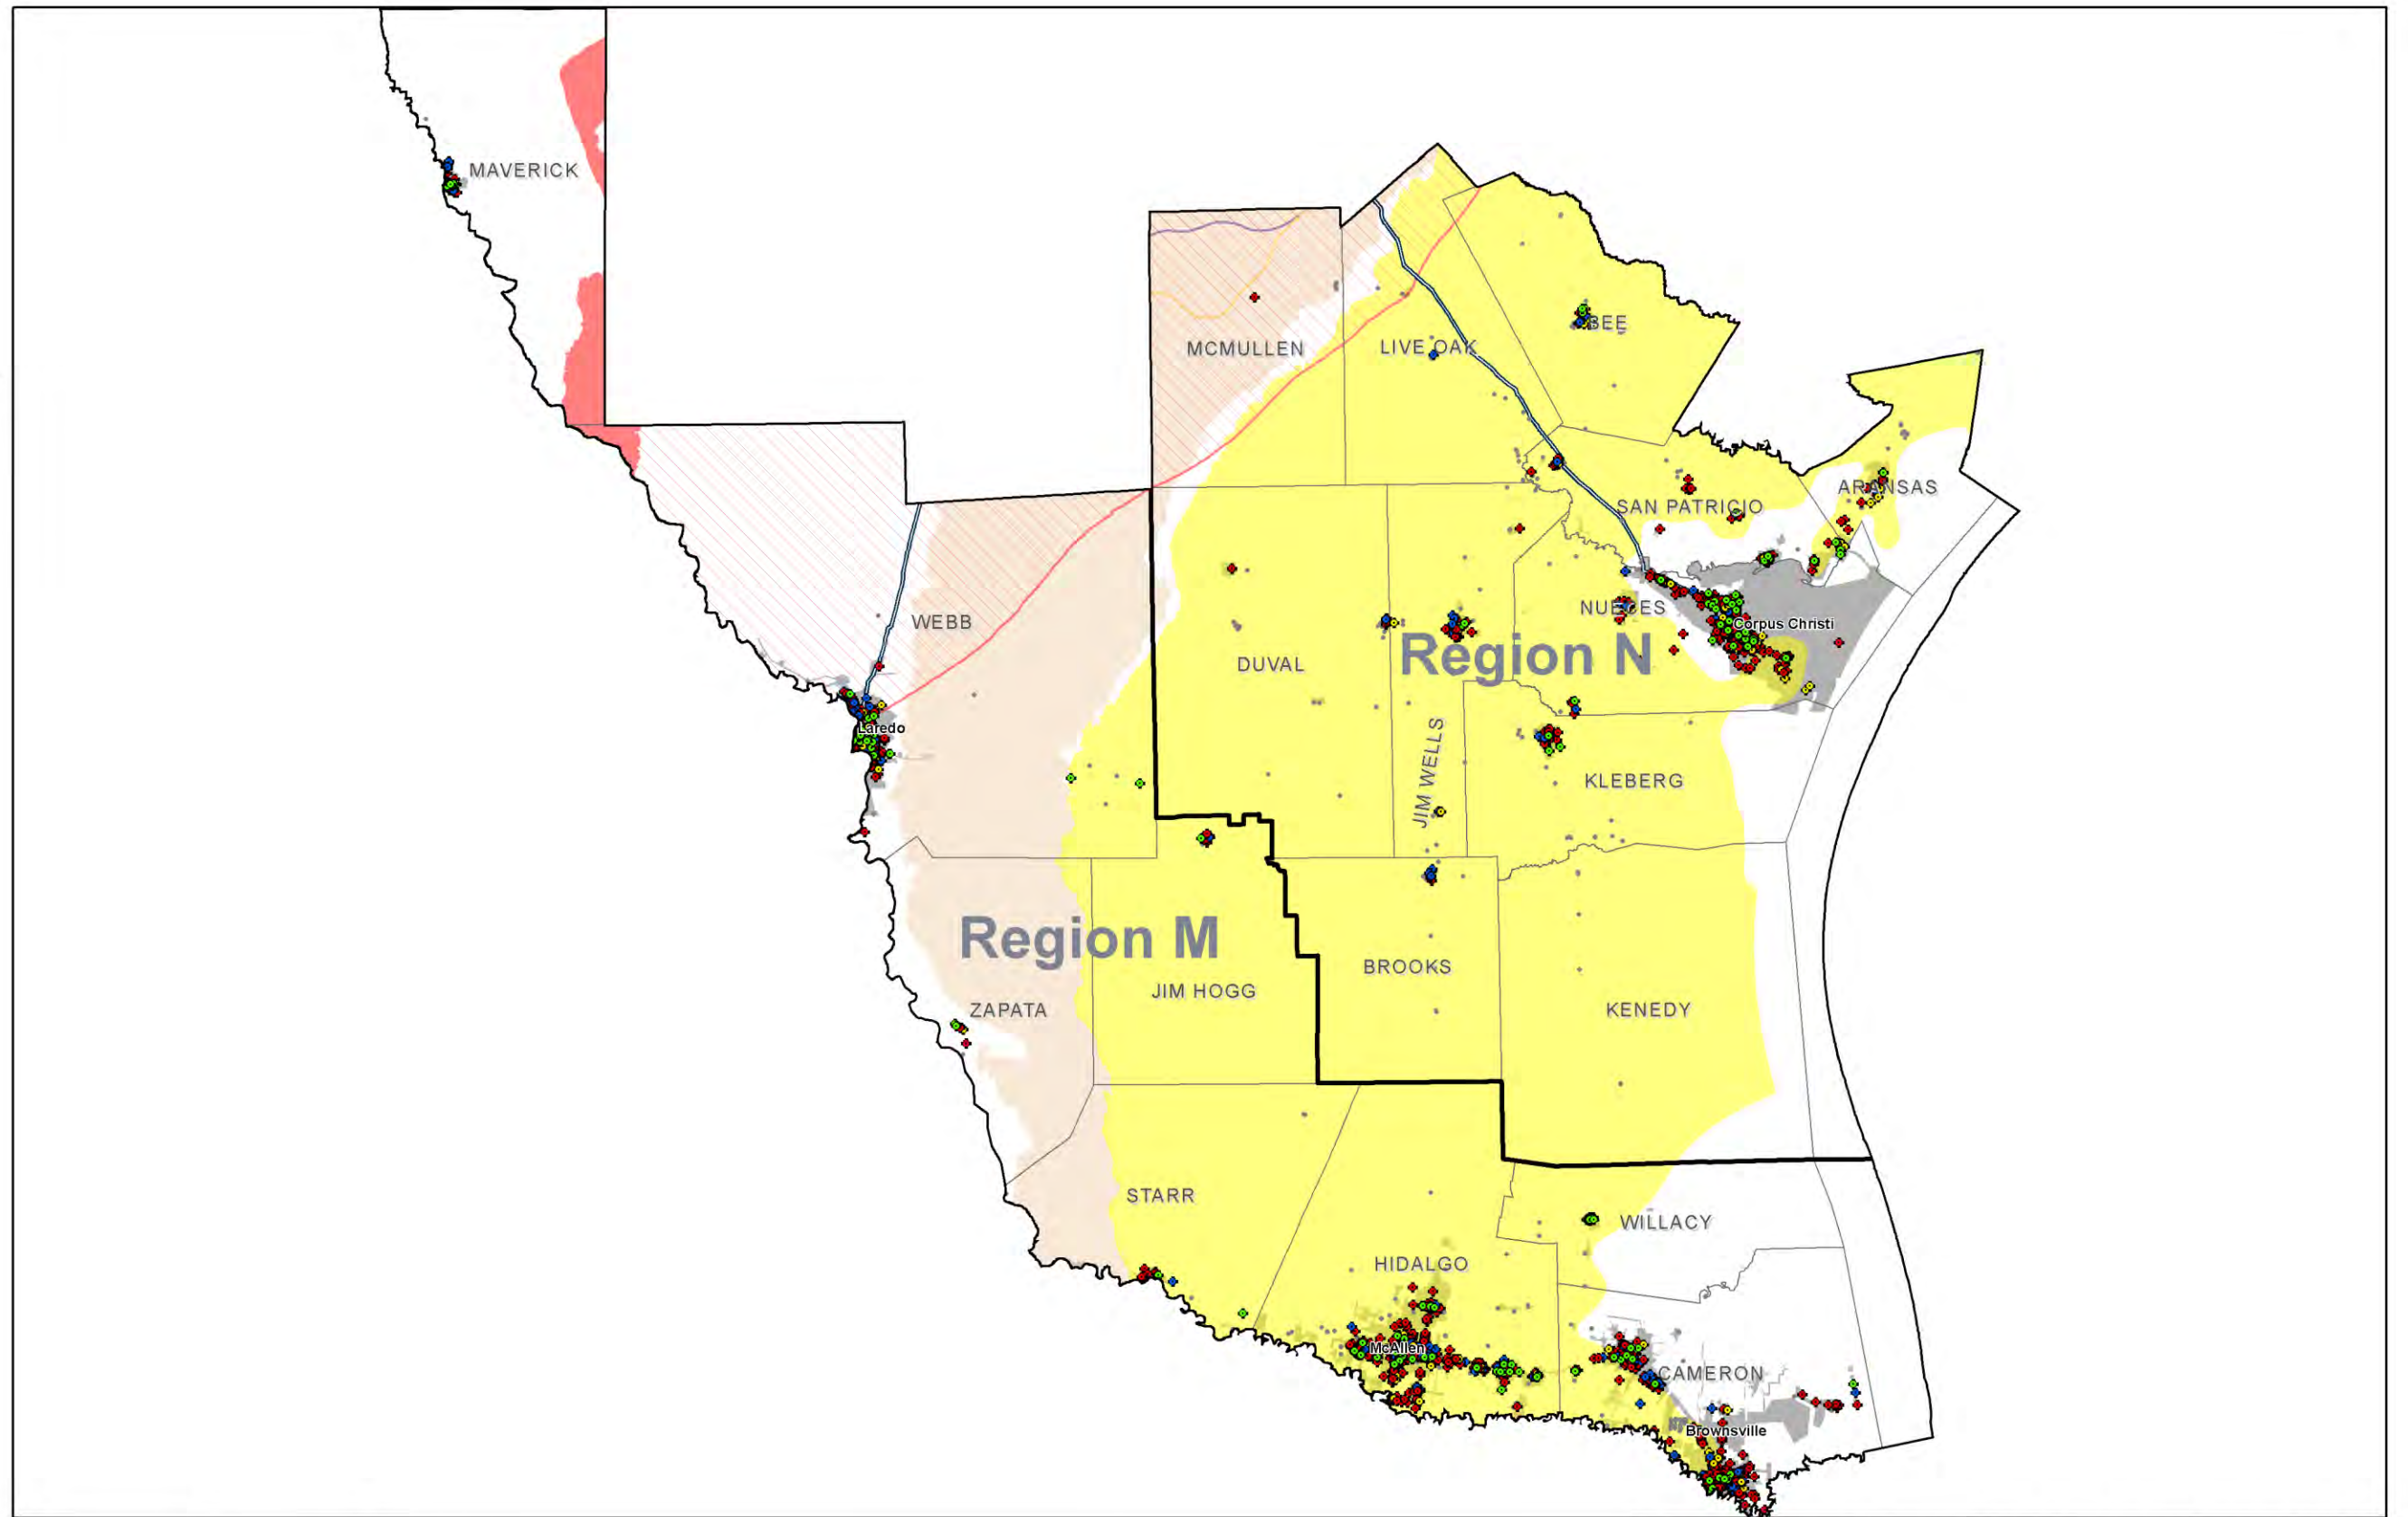 MAVERICK
BEE
MCMULLEN
LIVE OAK
ARANSAS
SAN PATRICIO
NUECES
WEBB
Corpus Christi
Region N
DUVAL
Laredo
JIM WELLS
KLEBERG
Region M
BROOKS
JIM HOGG
ZAPATA
KENEDY
STARR
WILLACY
HIDALGO
McAllen
CAMERON
Brownsville